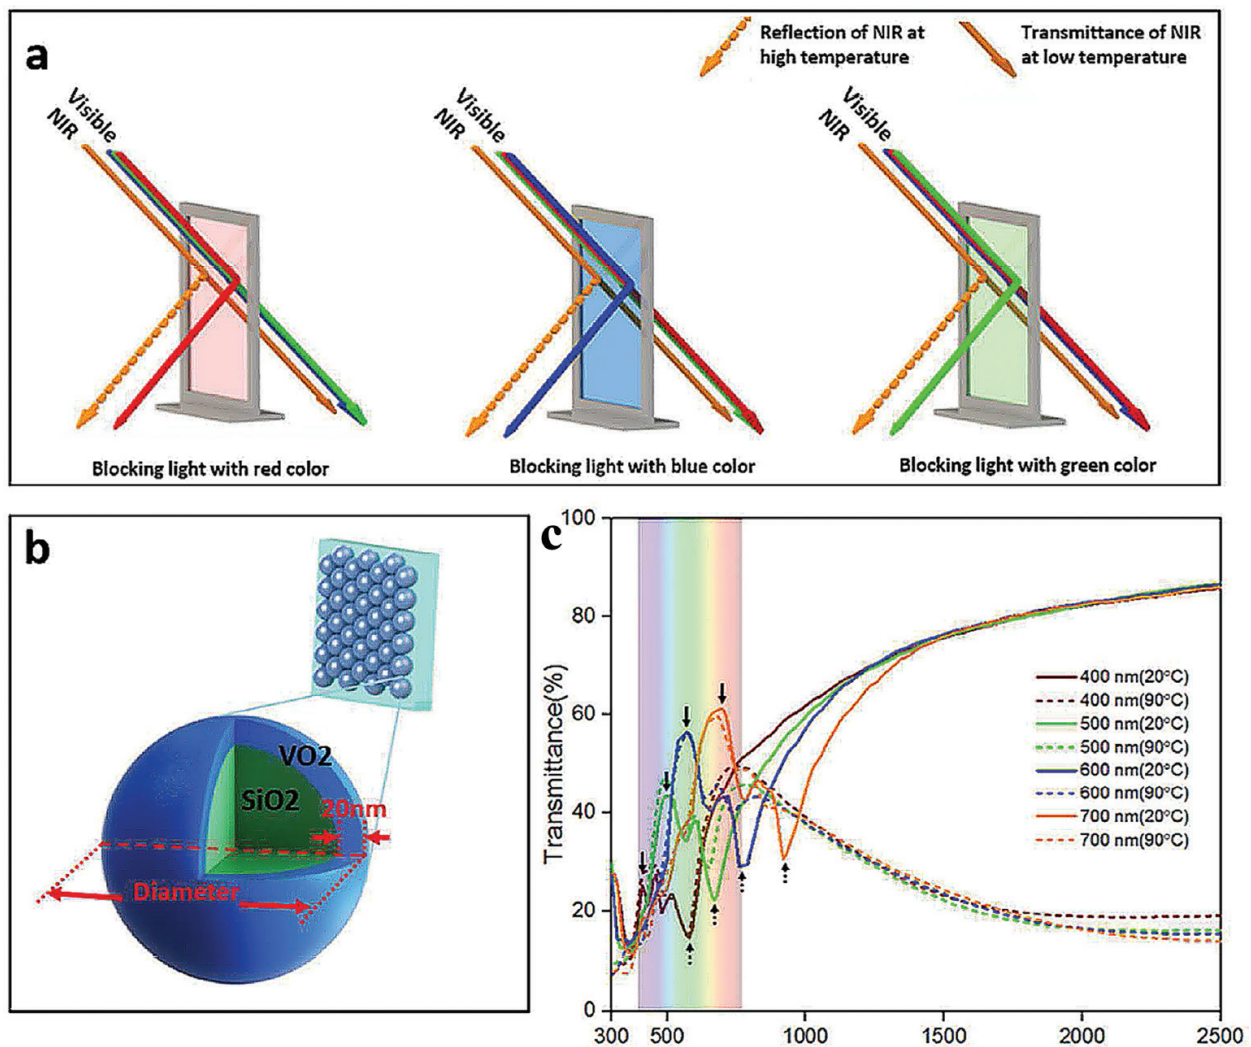 a
Reflection of NIR at
high temperature
Transmittance of NIR
at low temperature
Visible
NIR
Visible
NIR
Visible
NIR
Blocking light with red color
Blocking light with blue color
Blocking light with green color
b
VO2
SiO2
20nm
Diameter
c
Transmittance(%)
100
80
60
40
20
0
300
500
1000
1500
2000
2500
400 nm(20°C)
400 nm(90°C)
500 nm(20°C)
500 nm(90°C)
600 nm(20°C)
600 nm(90°C)
700 nm(20°C)
700 nm(90°C)